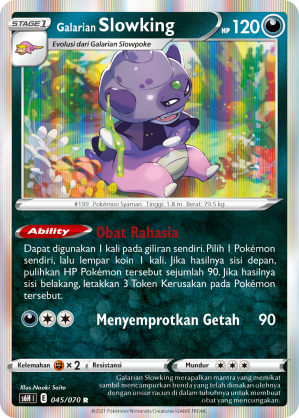 STAGE 1
Galarian Slowking
HP 120
Evolusi dari Galarian Slowpoke
#199 Pokémon Syaman Tinggi: 1.8 m Berat: 79.5 kg
Ability Obat Rahasia
Dapat digunakan 1 kali pada giliran sendiri. Pilih 1 Pokémon
sendiri, lalu lempar koin 1 kali. Jika hasilnya sisi depan,
pulihkan HP Pokémon tersebut sejumlah 90. Jika hasilnya
sisi belakang, letakkan 3 Token Kerusakan pada Pokémon
tersebut.
Menyemprotkan Getah 90
Kelemahan × 2 Resistansi Mundur
Illus. Naoki Saito
Galarian Slowking merapalkan mantra yang memikat
sambil mencampurkan benda yang telah dimakan olehnya
dengan unsur racun di dalam tubuhnya untuk membuat
obat yang misterius.
s6H I E 045/070 R
©2021 Pokémon/Nintendo/Creatures/GAME FREAK.